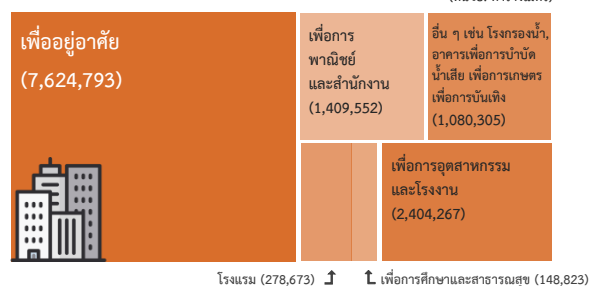 เพื่ออยู่อาศัย
(7,624,793)
เพื่อการ
พาณิชย์
และสำนักงาน
(1,409,552)
อื่น ๆ เช่น โรงกรองน้ำ,
อาคารเพื่อการบำบัด
น้ำเสีย เพื่อการเกษตร
เพื่อการบันเทิง
(1,080,305)
เพื่อการอุตสาหกรรม
และโรงงาน
(2,404,267)
โรงแรม (278,673)
เพื่อการศึกษาและสาธารณสุข (148,823)